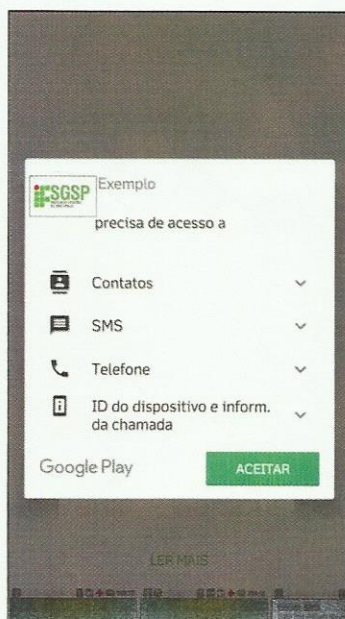 SGSP
Exemplo
precisa de acesso a
Contatos
SMS
Telefone
ID do dispositivo e inform.
da chamada
Google Play
ACEITAR
LER MAIS